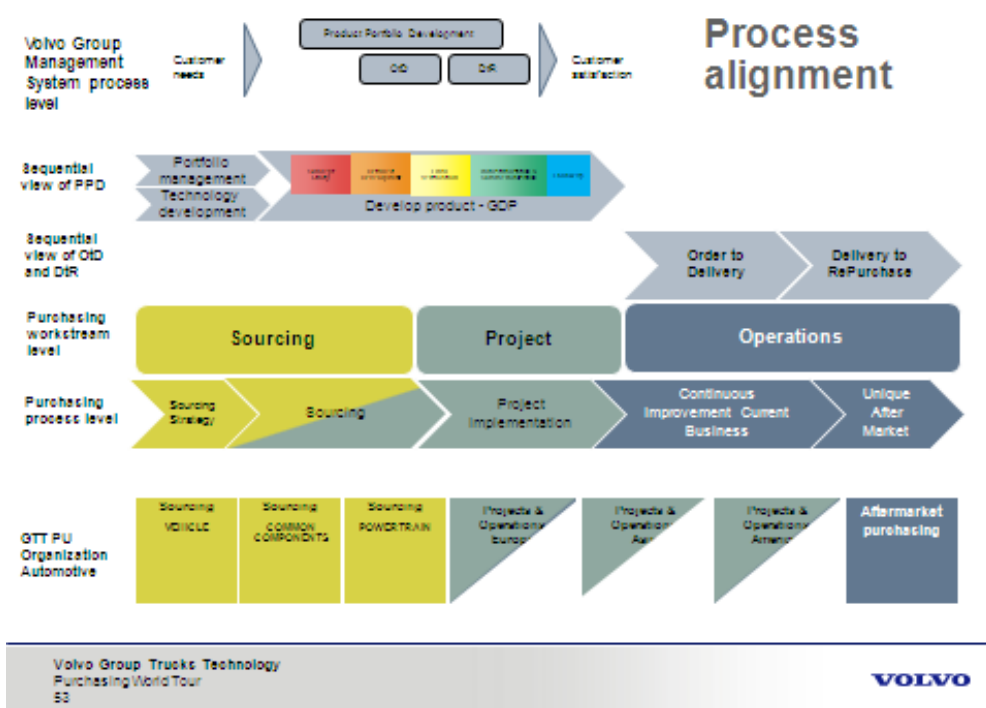 Process
alignment
Volvo Group
Management
System process
level
Customer
needs
Product Portfolio Development
OtD
DtR
Customer
satisfaction
Sequential
view of PPD
Portfolio
management
Technology
development
Develop product - GDP
Sequential
view of OtD
and DtR
Order to
Delivery
Delivery to
RePurchase
Purchasing
workstream
level
Sourcing
Project
Operations
Purchasing
process level
Sourcing
Strategy
Sourcing
Project
Implementation
Continuous
Improvement Current
Business
Unique
After
Market
GTT PU
Organization
Automotive
Sourcing
VEHICLE
Sourcing
COMMON
COMPONENTS
Sourcing
POWERTRAIN
Projects &
Operations
Europ
Projects &
Operation
Projects &
Operation
Americ
Aftermarket
purchasing
Volvo Group Trucks Technology
Purchasing World Tour
53
VOLVO